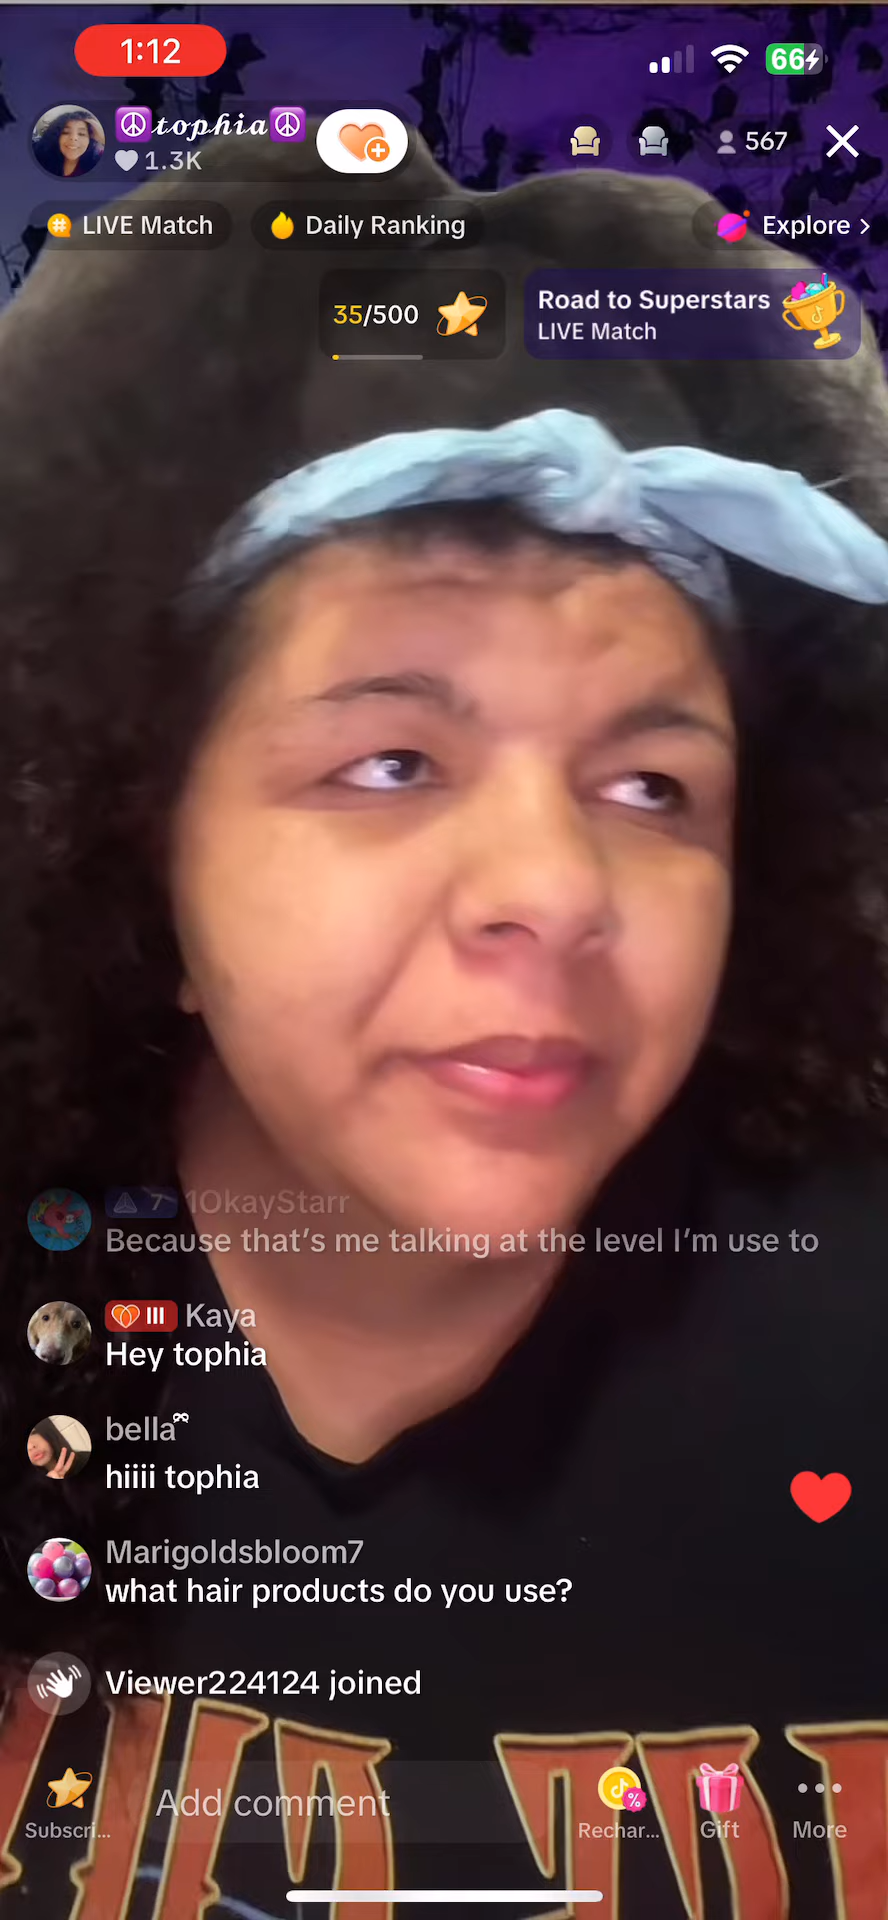 1:12
66
☮️𝓽𝓸𝓹𝓱𝓲𝓪☮️
1.3K
567
LIVE Match
Daily Ranking
Explore >
35/500
Road to Superstars
LIVE Match
7 1OkayStarr
Because that's me talking at the level I'm use to
III Kaya
Hey tophia
bella
hiiii tophia
Marigoldsbloom7
what hair products do you use?
Viewer224124 joined
Add comment
Subscri...
Rechar...
Gift
More